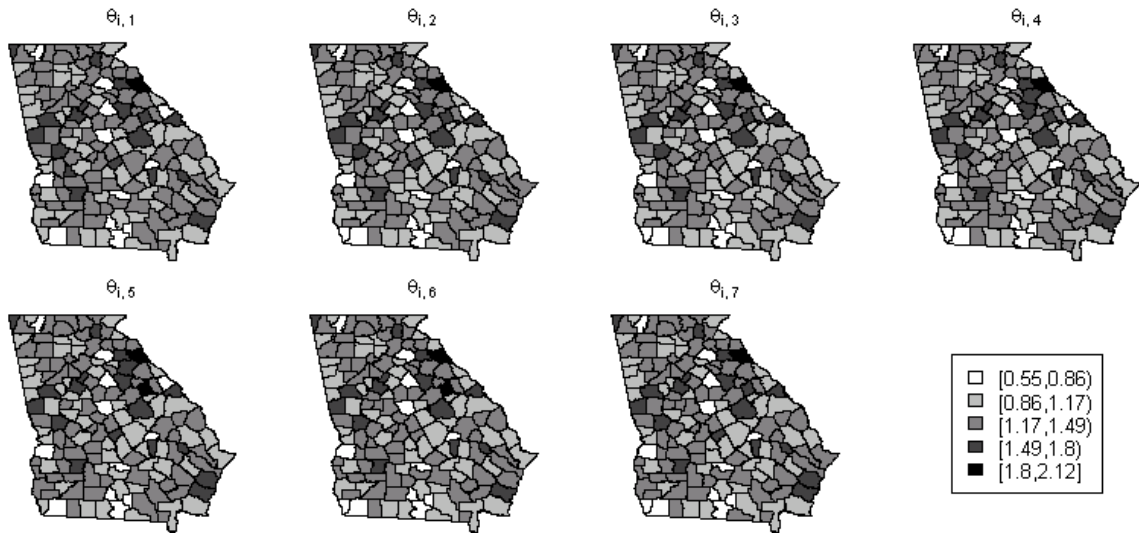 θi, 1
θi, 2
θi, 3
θi, 4
θi, 5
θi, 6
θi, 7
[0.55,0.86)
[0.86,1.17)
[1.17,1.49)
[1.49,1.8)
[1.8,2.12]